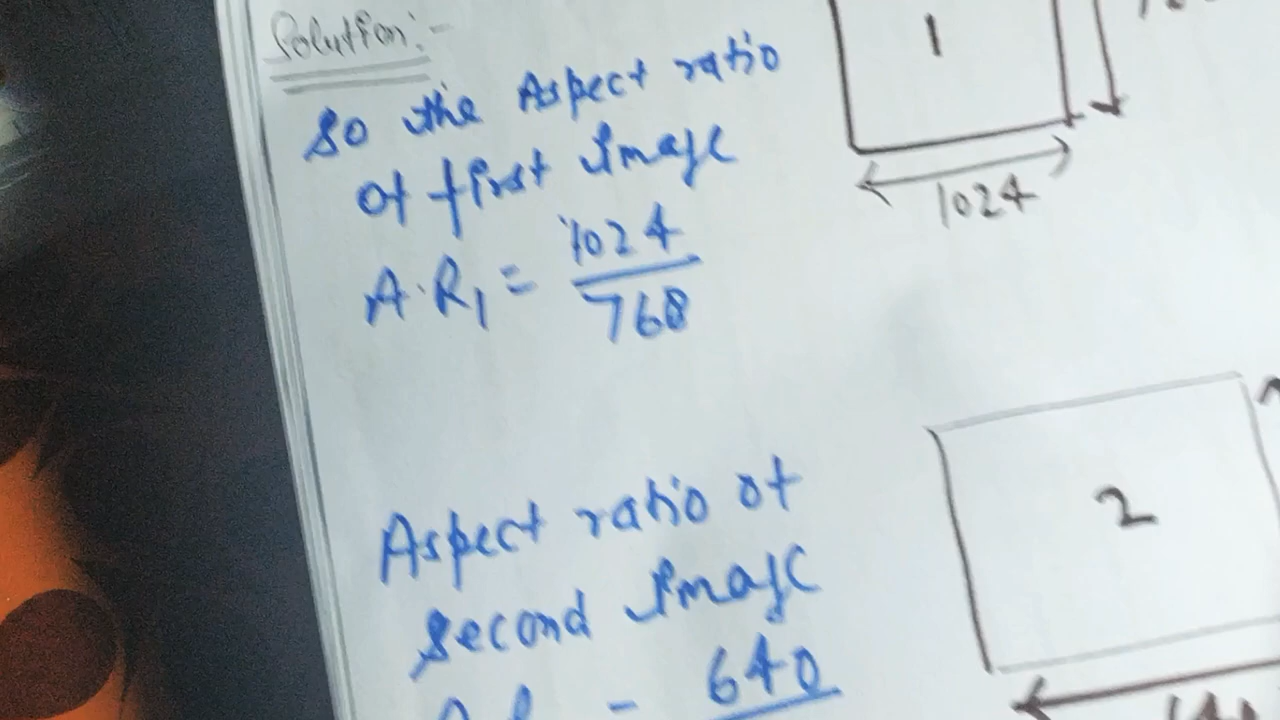 Solution:-
So the Aspect ratio
of first Image
A.R1 = 1024
768
1
1024
Aspect ratio of
second Image
640
2